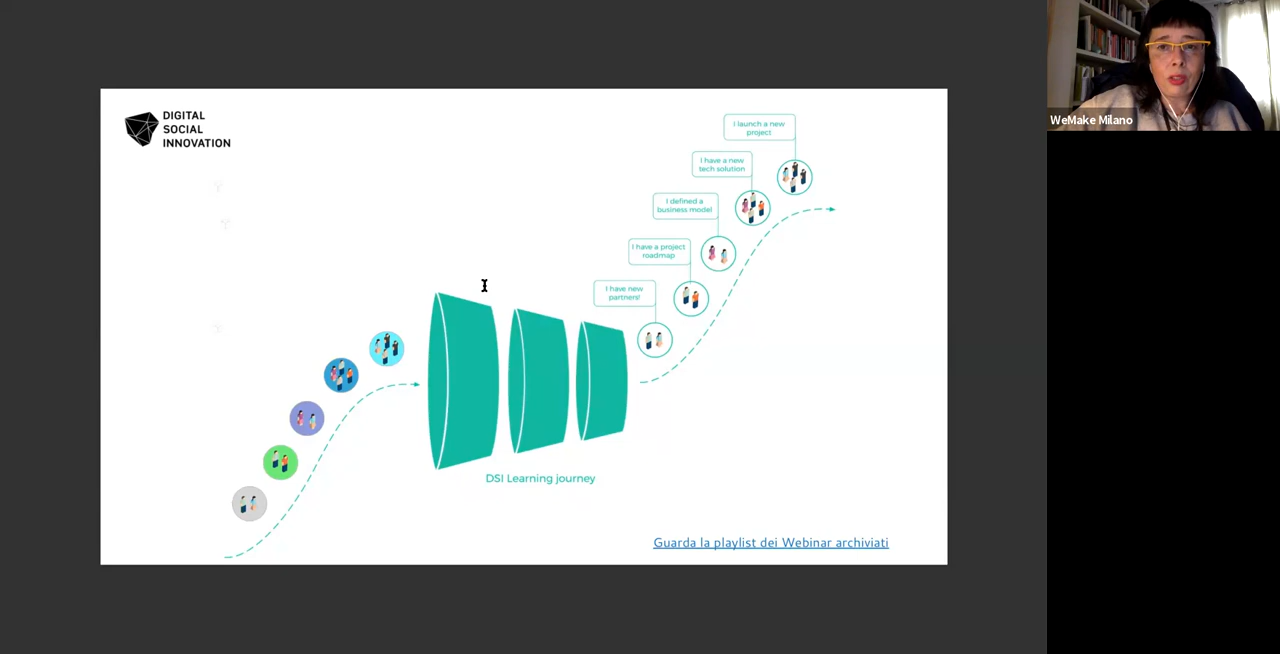 DIGITAL
SOCIAL
INNOVATION
I launch a new
project
I have a new
tech solution
I defined a
business model
I have a project
roadmap
I have new
partners!
DSI Learning journey
Guarda la playlist dei Webinar archiviati
WeMake Milano